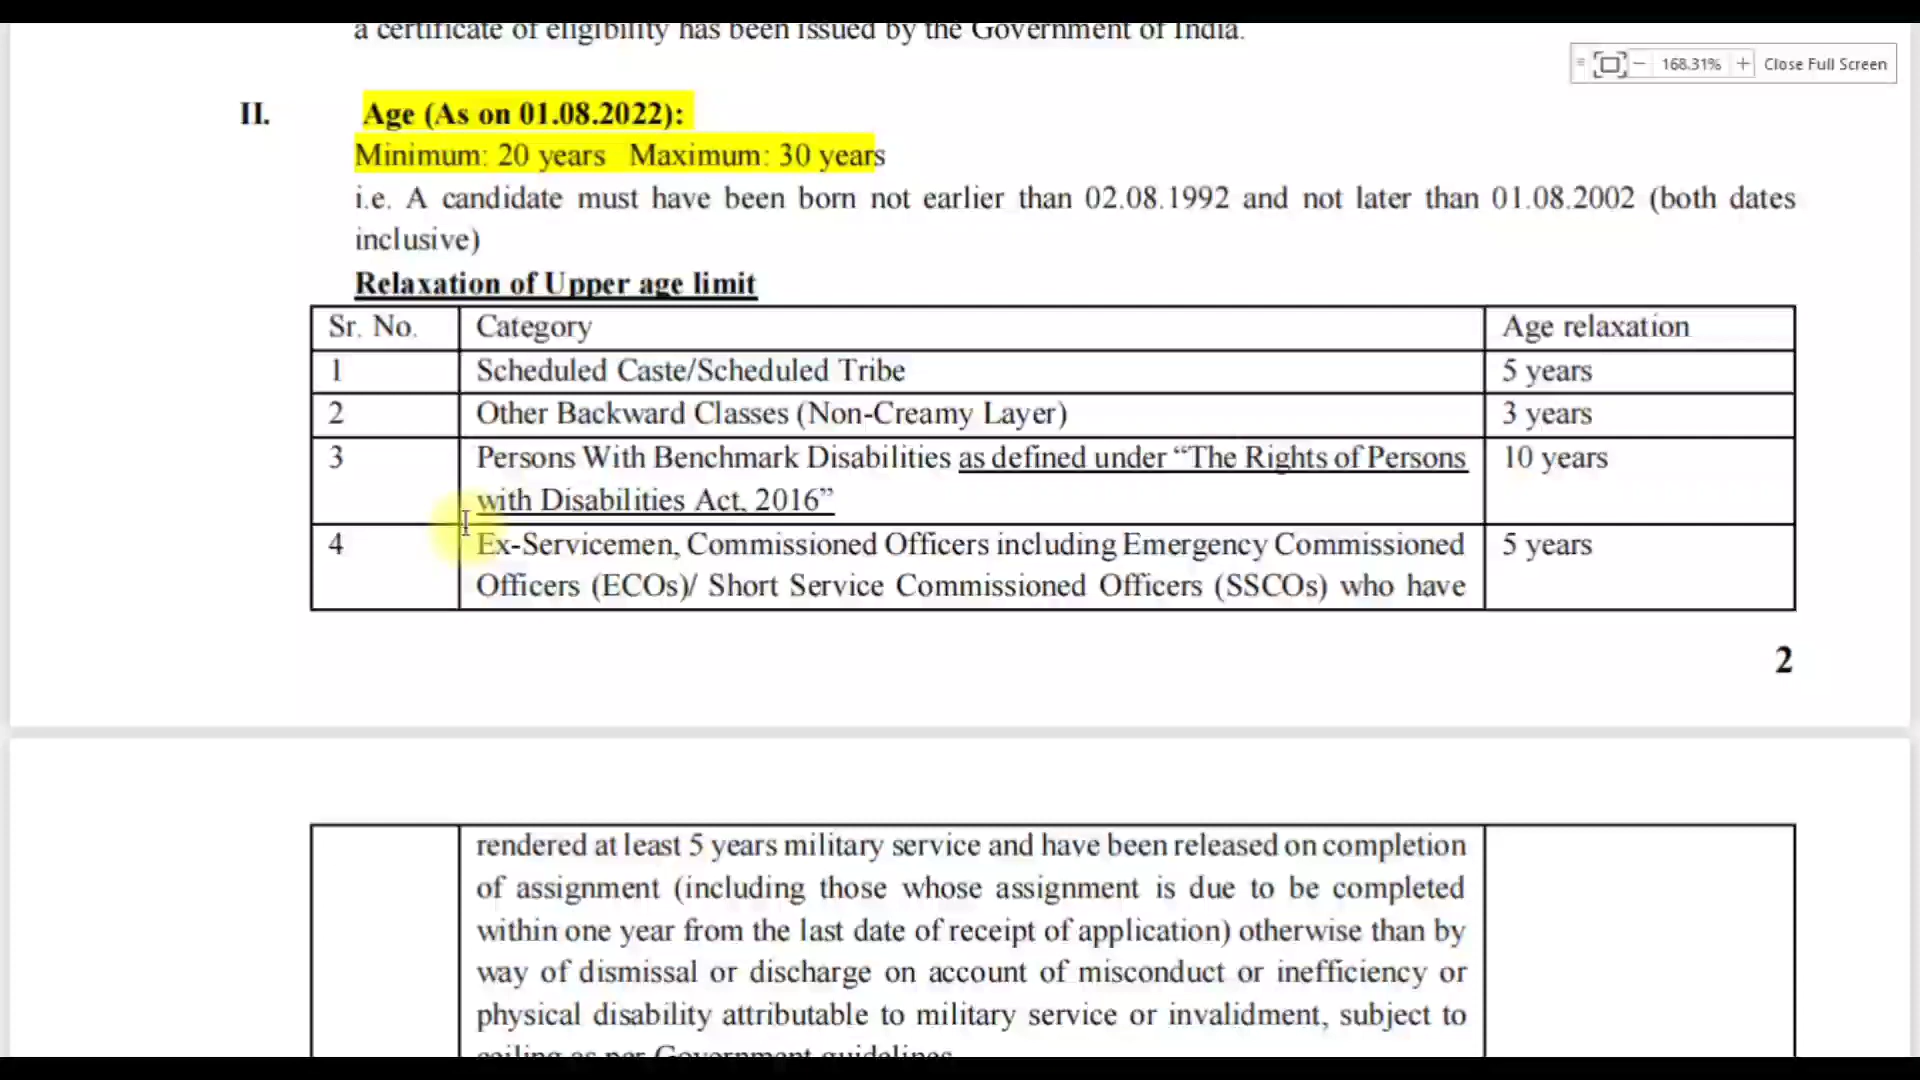 a certificate of eligibility has been issued by the Government of India.
168.31% Close Full Screen
II. Age (As on 01.08.2022):
Minimum: 20 years Maximum: 30 years
i.e. A candidate must have been born not earlier than 02.08.1992 and not later than 01.08.2002 (both dates
inclusive)
Relaxation of Upper age limit
Sr. No. Category Age relaxation
1 Scheduled Caste/Scheduled Tribe 5 years
2 Other Backward Classes (Non-Creamy Layer) 3 years
3 Persons With Benchmark Disabilities as defined under “The Rights of Persons 10 years
with Disabilities Act, 2016”
4 Ex-Servicemen, Commissioned Officers including Emergency Commissioned 5 years
Officers (ECOs)/ Short Service Commissioned Officers (SSCOs) who have
2
rendered at least 5 years military service and have been released on completion
of assignment (including those whose assignment is due to be completed
within one year from the last date of receipt of application) otherwise than by
way of dismissal or discharge on account of misconduct or inefficiency or
physical disability attributable to military service or invalidment, subject to
ceiling as per Government guidelines